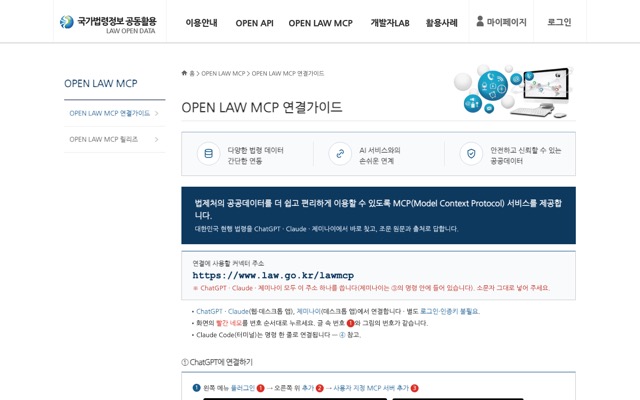 국가법령정보 공동활용
LAW OPEN DATA
이용안내 OPEN API OPEN LAW MCP 개발자LAB 활용사례 마이페이지 로그인
OPEN LAW MCP
OPEN LAW MCP 연결가이드 >
OPEN LAW MCP 릴리즈 >
홈 > OPEN LAW MCP > OPEN LAW MCP 연결가이드
OPEN LAW MCP 연결가이드
다양한 법령 데이터
간단한 연동
AI 서비스와의
손쉬운 연계
안전하고 신뢰할 수 있는
공공데이터
법제처의 공공데이터를 더 쉽고 편리하게 이용할 수 있도록 MCP(Model Context Protocol) 서비스를 제공합
니다.
대한민국 현행 법령을 ChatGPT · Claude · 제미나이에서 바로 찾고, 조문 원문과 출처로 답합니다.
연결에 사용할 커넥터 주소
https://www.law.go.kr/lawmcp
※ ChatGPT · Claude · 제미나이 모두 이 주소 하나를 씁니다(제미나이는 ③의 명령 안에 들어 있습니다). 소문자 그대로 넣어 주세요.
• ChatGPT · Claude(웹·데스크톱 앱), 제미나이(데스크톱 앱)에서 연결합니다 · 별도 로그인·인증키 불필요.
• 화면의 빨간 네모를 번호 순서대로 누르세요. 글 속 번호 1와 그림의 번호가 같습니다.
• Claude Code(터미널)는 명령 한 줄로 연결됩니다 — ④ 참고.
① ChatGPT에 연결하기
1 왼쪽 메뉴 플러그인 1 → 오른쪽 위 추가 2 → 사용자 지정 MCP 서버 추가 3